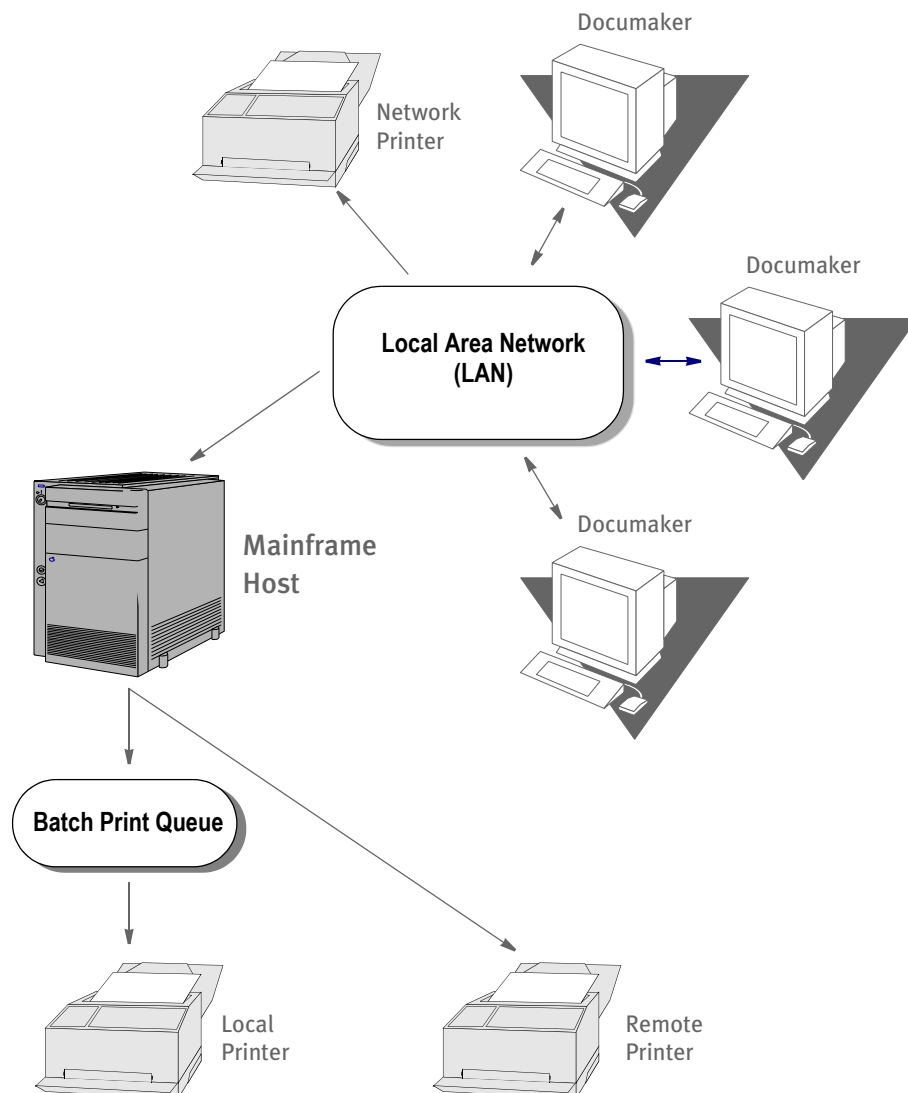 Documaker
Network
Printer
Documaker
Local Area Network
(LAN)
Documaker
Mainframe
Host
Batch Print Queue
Local
Printer
Remote
Printer